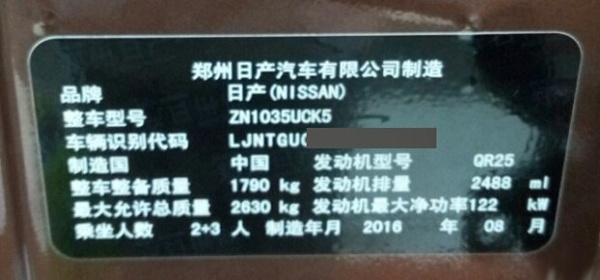 郑州日产汽车有限公司制造
品牌 日产(NISSAN)
整车型号 ZN1035UCK5
车辆识别代码 LJNTGU
制造国 中国 发动机型号 QR25
整车整备质量 1790 kg 发动机排量 2488 ml
最大允许总质量 2630 kg 发动机最大净功率122 kW
乘坐人数 2+3 人 制造年月 2016 年 08 月